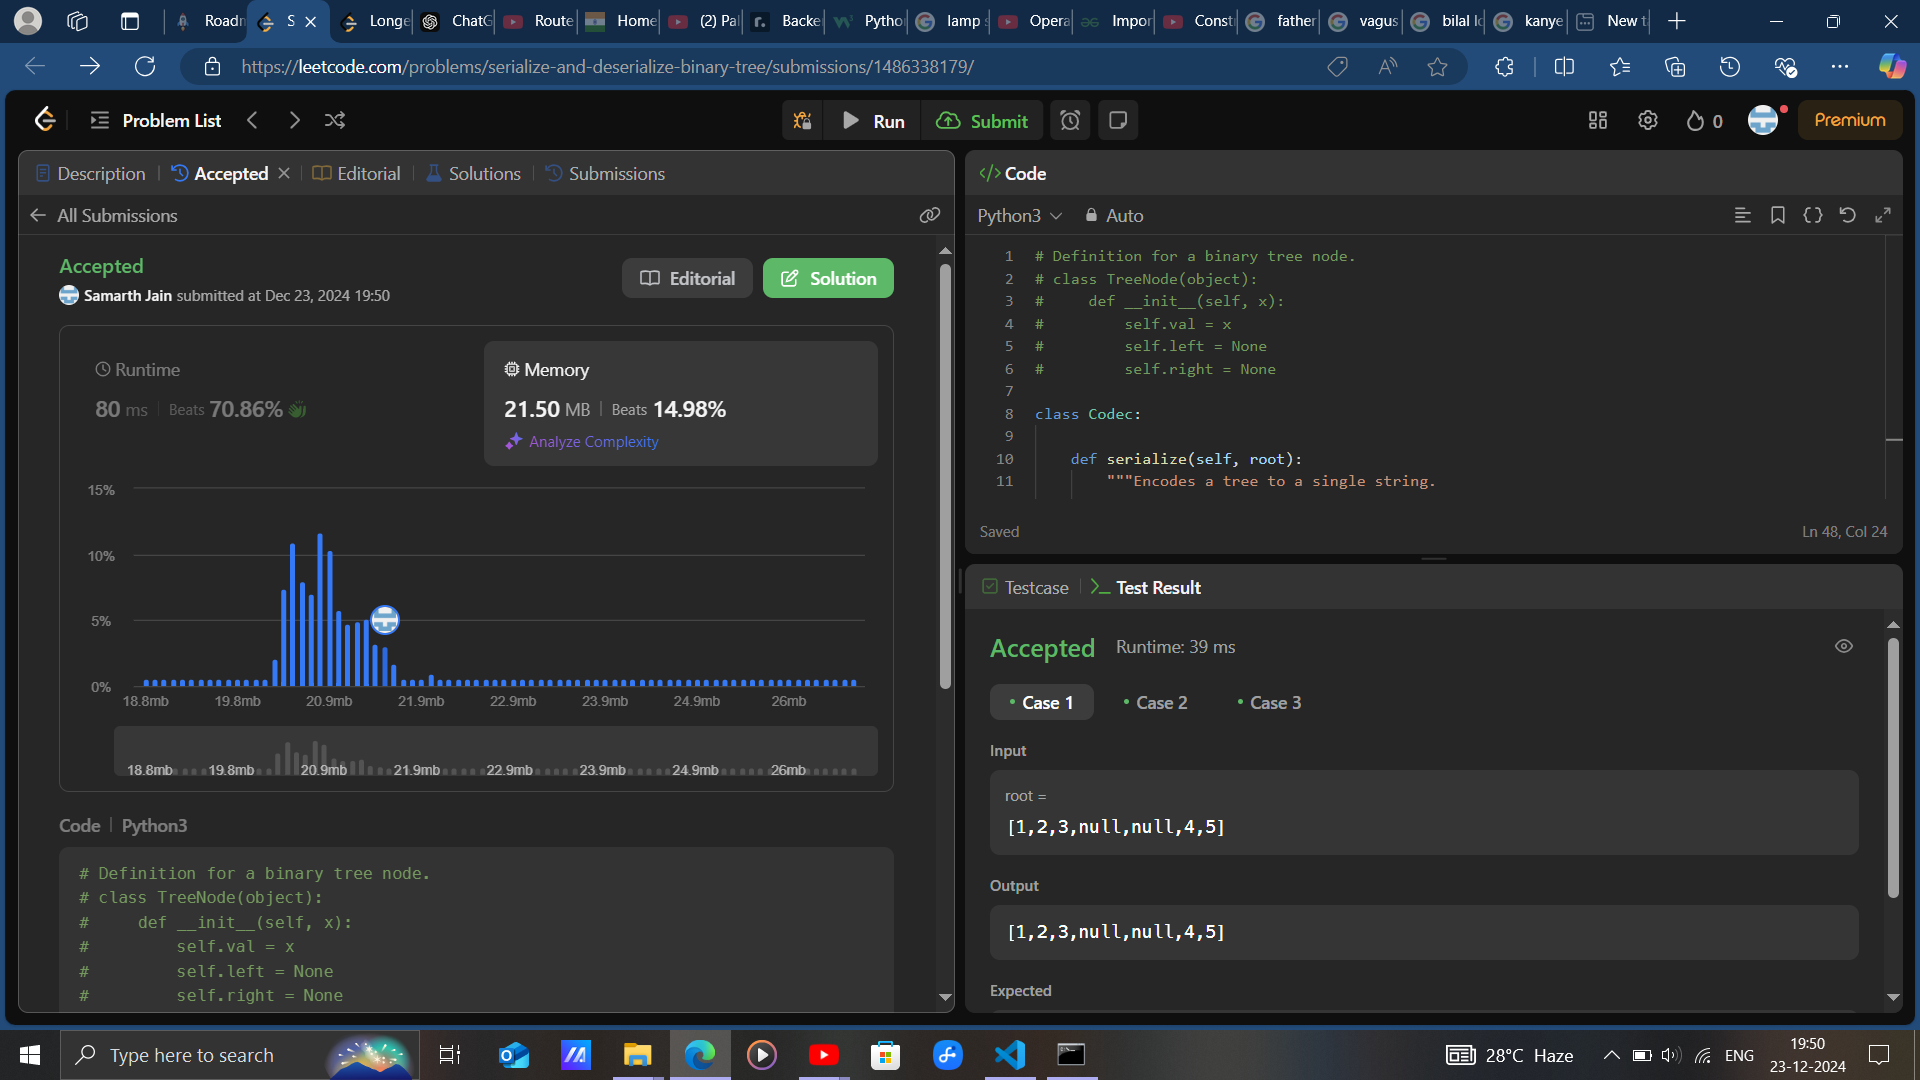 Roadm
S
Longe
ChatG
Route
Home
(2) Pal
Backe
Pytho
lamp s
Opera
Impor
Const
father
vagus
bilal lo
kanye
New t
https://leetcode.com/problems/serialize-and-deserialize-binary-tree/submissions/1486338179/
Problem List
Run
Submit
0
Premium
Description
Accepted
Editorial
Solutions
Submissions
All Submissions
Accepted
Editorial
Solution
Samarth Jain submitted at Dec 23, 2024 19:50
Runtime
80 ms
Beats 70.86%
Memory
21.50 MB
Beats 14.98%
Analyze Complexity
15%
10%
5%
0%
18.8mb 19.8mb 20.9mb 21.9mb 22.9mb 23.9mb 24.9mb 26mb
18.8mb 19.8mb 20.9mb 21.9mb 22.9mb 23.9mb 24.9mb 26mb
Code | Python3
# Definition for a binary tree node.
# class TreeNode(object):
#     def __init__(self, x):
#         self.val = x
#         self.left = None
#         self.right = None
</> Code
Python3
Auto
1 # Definition for a binary tree node.
2 # class TreeNode(object):
3 #     def __init__(self, x):
4 #         self.val = x
5 #         self.left = None
6 #         self.right = None
7
8 class Codec:
9
10     def serialize(self, root):
11         """Encodes a tree to a single string.
Saved
Ln 48, Col 24
Testcase
Test Result
Accepted
Runtime: 39 ms
Case 1
Case 2
Case 3
Input
root =
[1,2,3,null,null,4,5]
Output
[1,2,3,null,null,4,5]
Expected
Type here to search
28°C Haze
ENG
19:50
23-12-2024